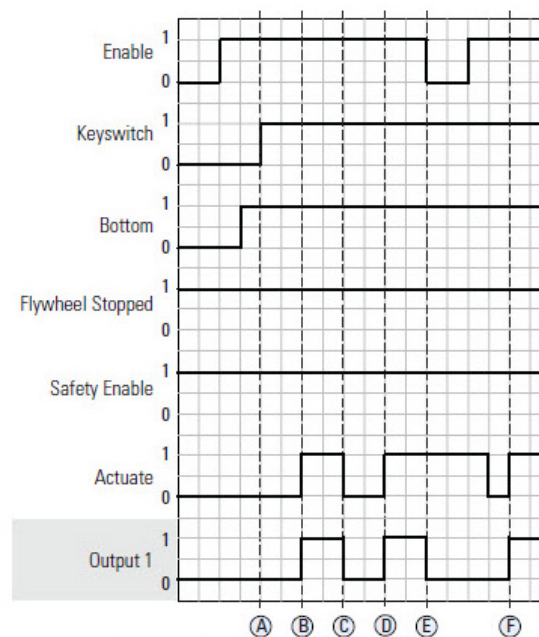 Enable 1
0
Keyswitch 1
0
Bottom 1
0
Flywheel Stopped 1
0
Safety Enable 1
0
Actuate 1
0
Output 1 1
0
Ⓐ Ⓑ Ⓒ Ⓓ Ⓔ Ⓕ